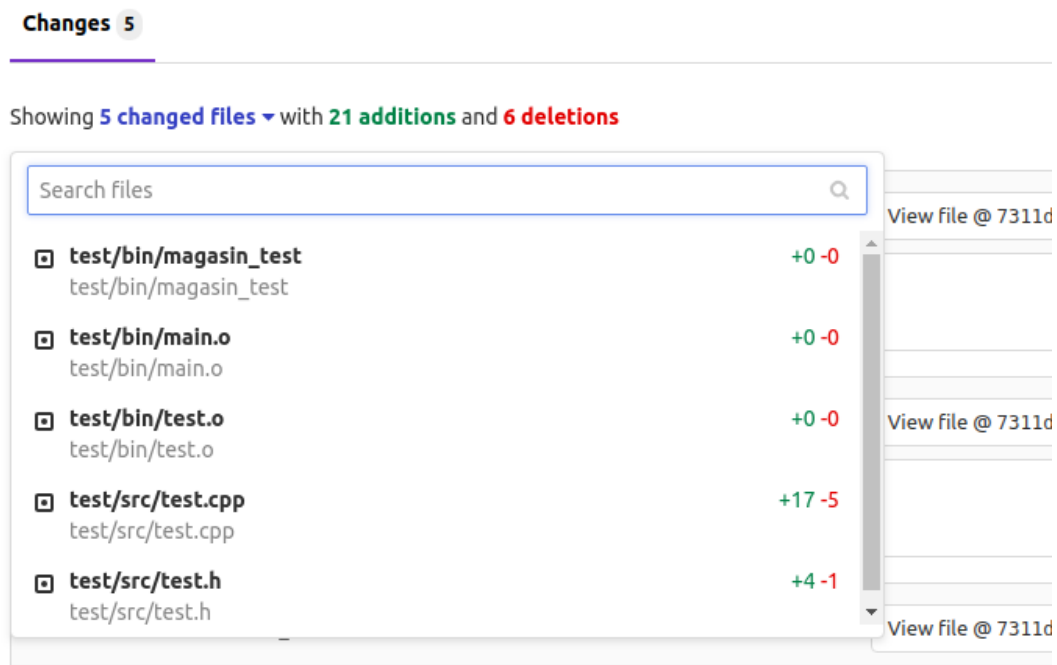 Changes 5
Showing 5 changed files with 21 additions and 6 deletions
Search files
View file @ 7311d
test/bin/magasin_test +0 -0
test/bin/magasin_test
test/bin/main.o +0 -0
test/bin/main.o
test/bin/test.o +0 -0
View file @ 7311d
test/bin/test.o
test/src/test.cpp +17 -5
test/src/test.cpp
test/src/test.h +4 -1
test/src/test.h
View file @ 7311d